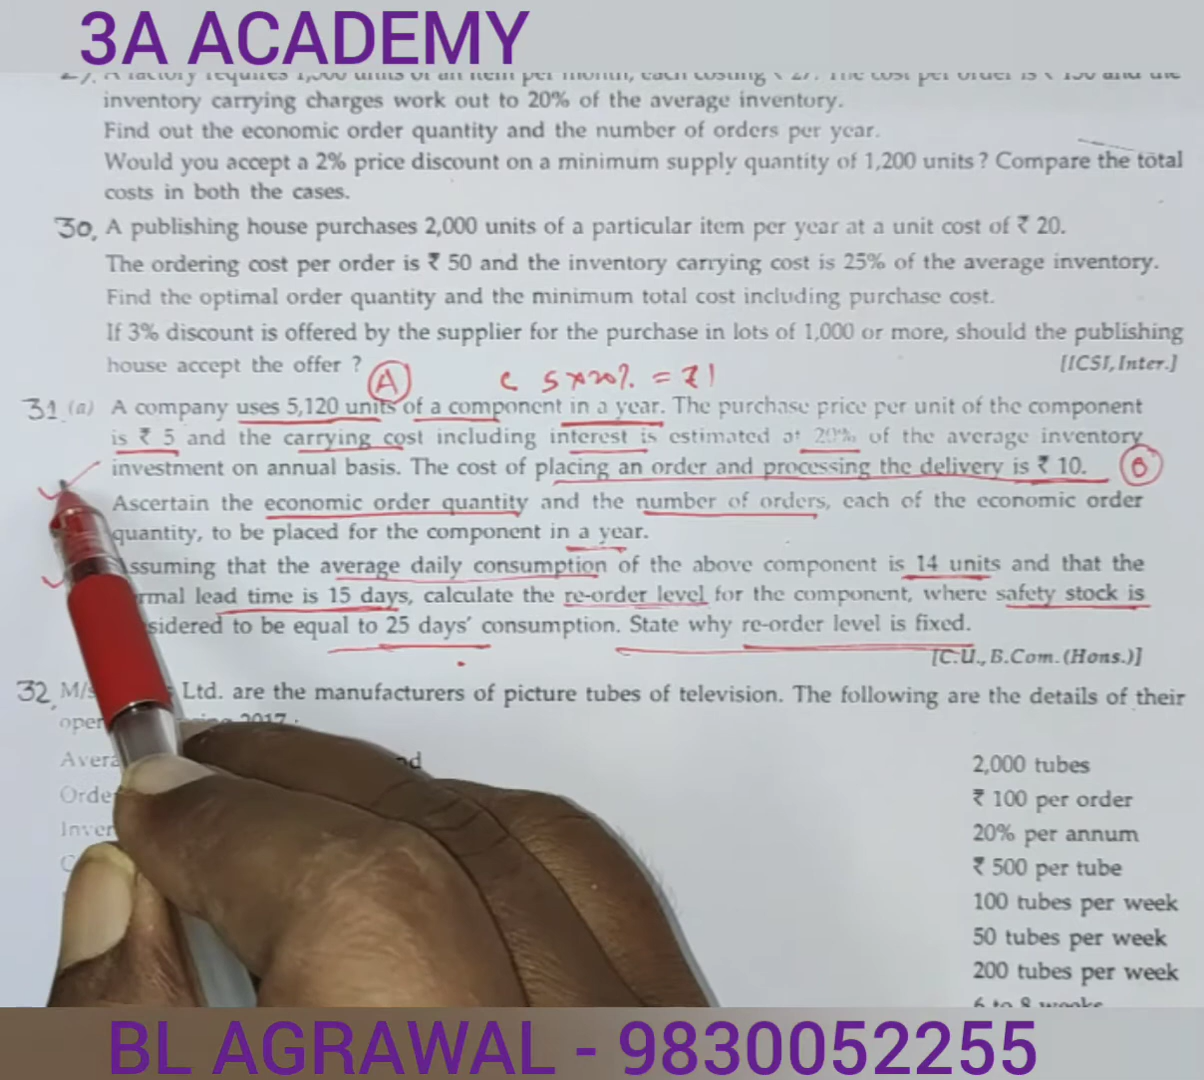 3A ACADEMY
inventory carrying charges work out to 20% of the average inventory.
Find out the economic order quantity and the number of orders per year.
Would you accept a 2% price discount on a minimum supply quantity of 1,200 units ? Compare the total
costs in both the cases.
30. A publishing house purchases 2,000 units of a particular item per year at a unit cost of ₹ 20.
The ordering cost per order is ₹ 50 and the inventory carrying cost is 25% of the average inventory.
Find the optimal order quantity and the minimum total cost including purchase cost.
If 3% discount is offered by the supplier for the purchase in lots of 1,000 or more, should the publishing
house accept the offer ? [ICSI, Inter.]
A C 5×20% = ₹1
31 (a) A company uses 5,120 units of a component in a year. The purchase price per unit of the component
is ₹ 5 and the carrying cost including interest is estimated at 20% of the average inventory
investment on annual basis. The cost of placing an order and processing the delivery is ₹ 10. B
Ascertain the economic order quantity and the number of orders, each of the economic order
quantity, to be placed for the component in a year.
ssuming that the average daily consumption of the above component is 14 units and that the
rmal lead time is 15 days, calculate the re-order level for the component, where safety stock is
sidered to be equal to 25 days' consumption. State why re-order level is fixed.
[C.U., B.Com. (Hons.)]
32. M/s Ltd. are the manufacturers of picture tubes of television. The following are the details of their
oper 2017 :
Avera nd 2,000 tubes
Orde ₹ 100 per order
Inver 20% per annum
C ₹ 500 per tube
100 tubes per week
50 tubes per week
200 tubes per week
6 to 8 weeks
BL AGRAWAL - 9830052255